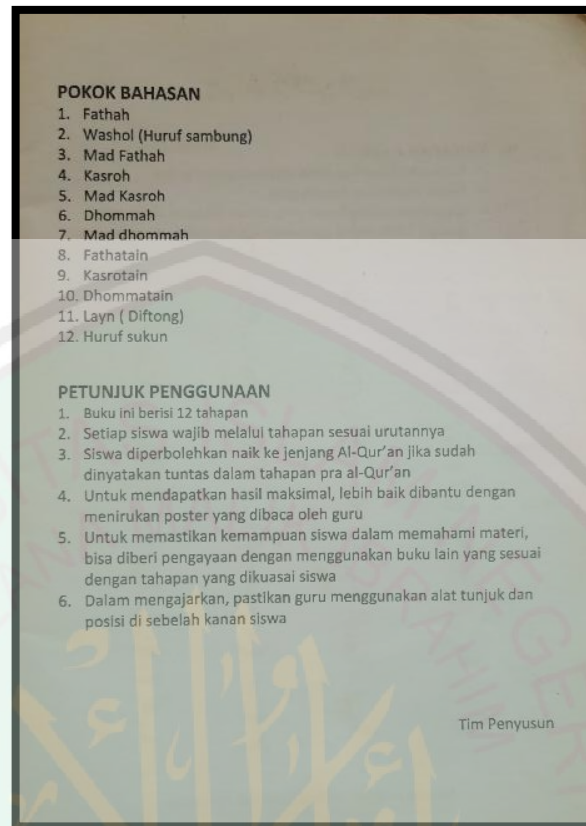 POKOK BAHASAN
1. Fathah
2. Washol (Huruf sambung)
3. Mad Fathah
4. Kasroh
5. Mad Kasroh
6. Dhommah
7. Mad dhommah
8. Fathatain
9. Kasrotain
10. Dhommatain
11. Layn ( Diftong)
12. Huruf sukun
PETUNJUK PENGGUNAAN
1. Buku ini berisi 12 tahapan
2. Setiap siswa wajib melalui tahapan sesuai urutannya
3. Siswa diperbolehkan naik ke jenjang Al-Qur'an jika sudah
dinyatakan tuntas dalam tahapan pra al-Qur'an
4. Untuk mendapatkan hasil maksimal, lebih baik dibantu dengan
menirukan poster yang dibaca oleh guru
5. Untuk memastikan kemampuan siswa dalam memahami materi,
bisa diberi pengayaan dengan menggunakan buku lain yang sesuai
dengan tahapan yang dikuasai siswa
6. Dalam mengajarkan, pastikan guru menggunakan alat tunjuk dan
posisi di sebelah kanan siswa
Tim Penyusun